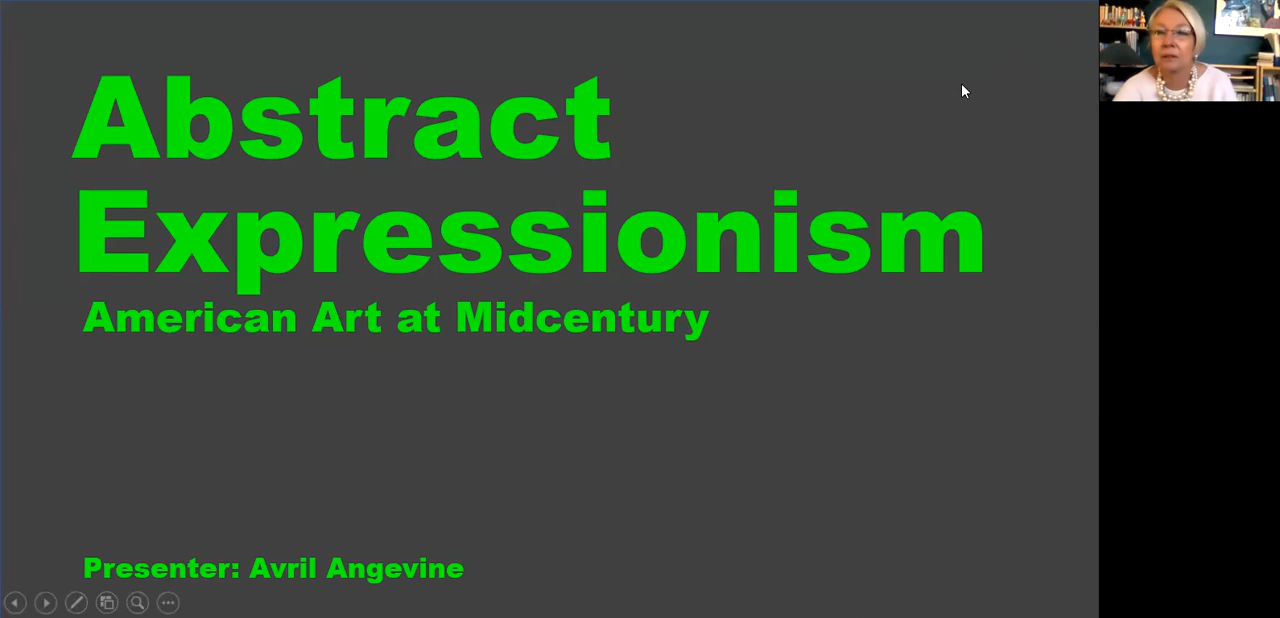 Abstract
Expressionism
American Art at Midcentury
Presenter: Avril Angevine